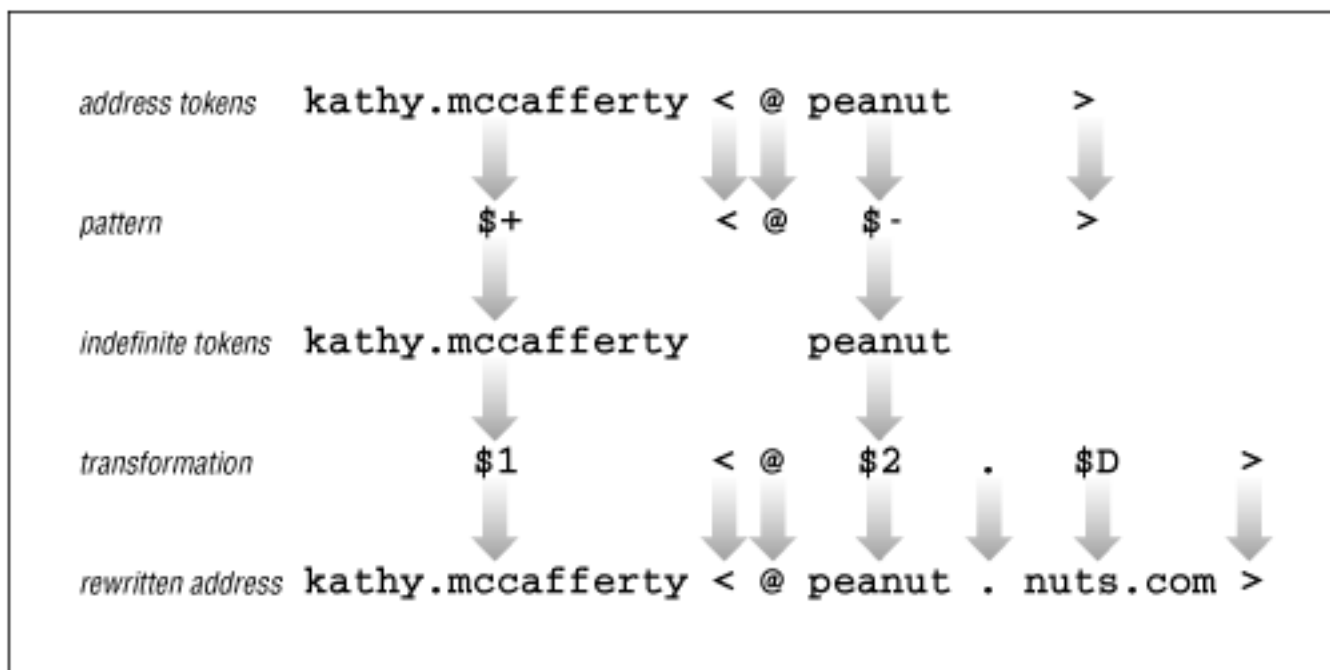 address tokens kathy.mccafferty < @ peanut >
pattern $+ < @ $- >
indefinite tokens kathy.mccafferty peanut
transformation $1 < @ $2 . $D >
rewritten address kathy.mccafferty < @ peanut . nuts.com >